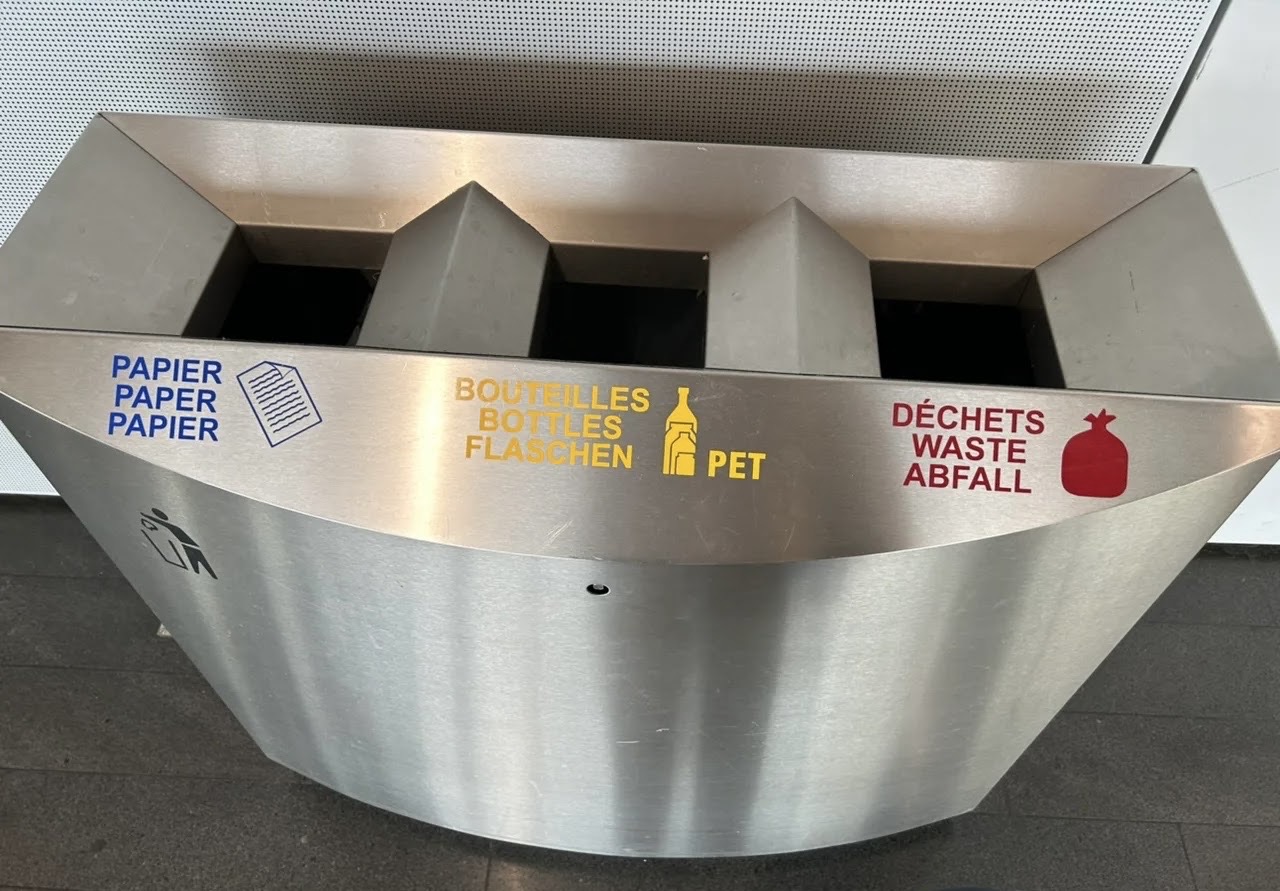 PAPIER
PAPER
PAPIER
BOUTEILLES
BOTTLES
FLASCHEN
PET
DÉCHETS
WASTE
ABFALL